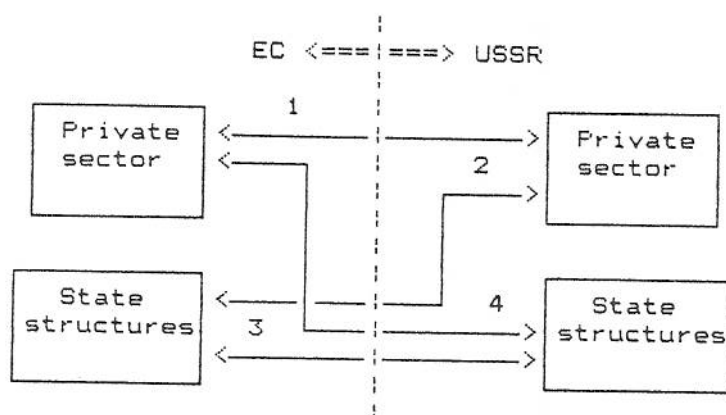 EC <=== ===> USSR
1
Private
sector
Private
sector
2
State
structures
3
4
State
structures